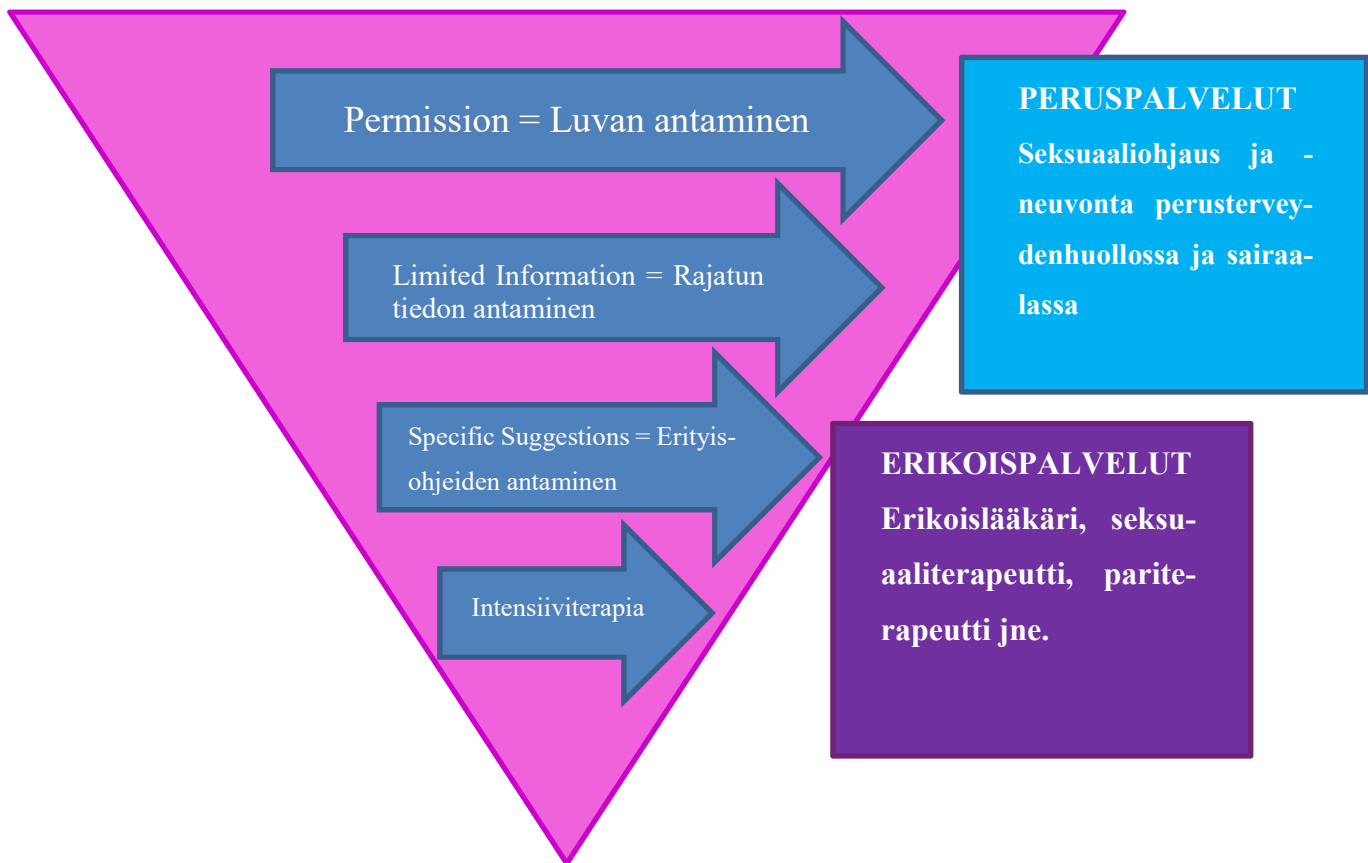 Permission = Luvan antaminen
PERUSPALVELUT
Seksuaaliohjaus ja -
neuvonta perustervey-
denhuollossa ja sairaa-
lassa
Limited Information = Rajatun
tiedon antaminen
Specific Suggestions = Erityis-
ohjeiden antaminen
ERIKOISPALVELUT
Erikoislääkäri, seksu-
aaliterapeutti, parite-
rapeutti jne.
Intensiiviterapia